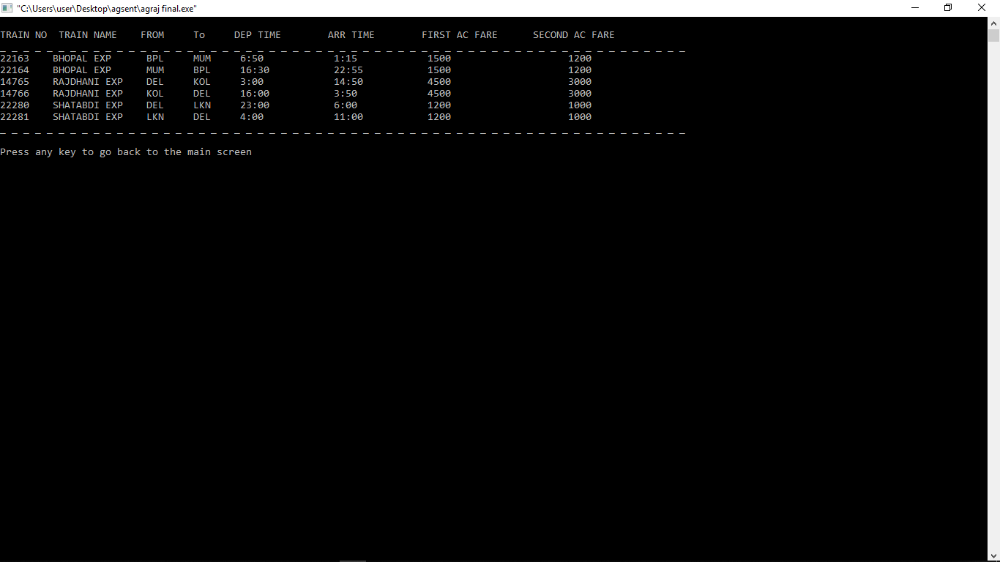 "C:\Users\user\Desktop\agsent\agraj final.exe"
TRAIN NO  TRAIN NAME    FROM     To     DEP TIME        ARR TIME        FIRST AC FARE      SECOND AC FARE
_ _ _ _ _ _ _ _ _ _ _ _ _ _ _ _ _ _ _ _ _ _ _ _ _ _ _ _ _ _ _ _ _ _ _ _ _ _ _ _ _ _ _ _ _ _ _ _ _ _ _ _ _ _ _ _ _ _ _
22163    BHOPAL EXP      BPL     MUM     6:50            1:15            1500                    1200
22164    BHOPAL EXP      MUM     BPL     16:30           22:55           1500                    1200
14765    RAJDHANI EXP    DEL     KOL     3:00            14:50           4500                    3000
14766    RAJDHANI EXP    KOL     DEL     16:00           3:50            4500                    3000
22280    SHATABDI EXP    DEL     LKN     23:00           6:00            1200                    1000
22281    SHATABDI EXP    LKN     DEL     4:00            11:00           1200                    1000
_ _ _ _ _ _ _ _ _ _ _ _ _ _ _ _ _ _ _ _ _ _ _ _ _ _ _ _ _ _ _ _ _ _ _ _ _ _ _ _ _ _ _ _ _ _ _ _ _ _ _ _ _ _ _ _ _ _ _
Press any key to go back to the main screen